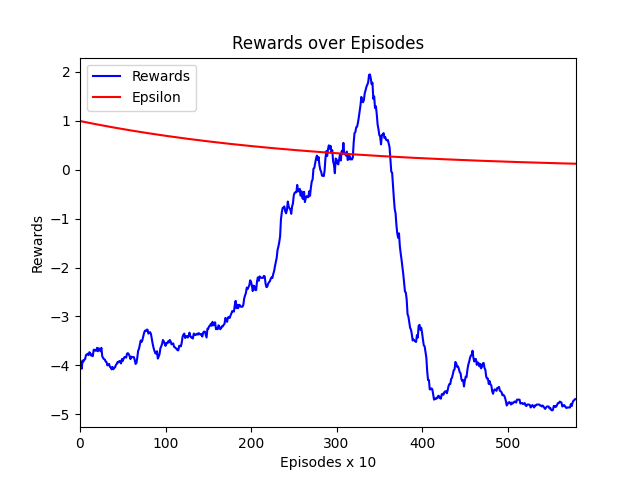 Rewards over Episodes
Rewards
Epsilon
2
1
0
−1
−2
−3
−4
−5
Rewards
0 100 200 300 400 500
Episodes x 10